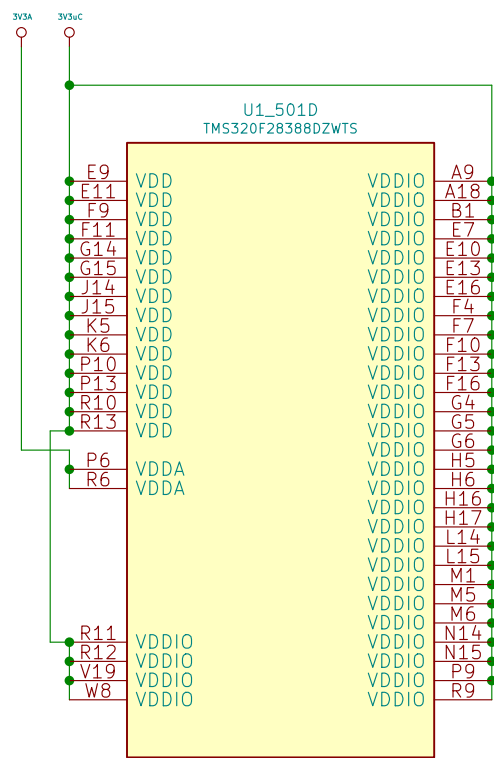 3V3A 3V3uC
U1_501D
TMS320F28388DZWTS
E9 VDD VDDIO A9
E11 VDD VDDIO A18
F9 VDD VDDIO B1
F11 VDD VDDIO E7
G14 VDD VDDIO E10
G15 VDD VDDIO E13
J14 VDD VDDIO E16
J15 VDD VDDIO F4
K5 VDD VDDIO F7
K6 VDD VDDIO F10
P10 VDD VDDIO F13
P13 VDD VDDIO F16
R10 VDD VDDIO G4
R13 VDD VDDIO G5
VDDIO G6
P6 VDDA VDDIO H5
R6 VDDA VDDIO H6
VDDIO H16
VDDIO H17
VDDIO L14
VDDIO L15
VDDIO M1
VDDIO M5
VDDIO M6
R11 VDDIO VDDIO N14
R12 VDDIO VDDIO N15
V19 VDDIO VDDIO P9
W8 VDDIO VDDIO R9